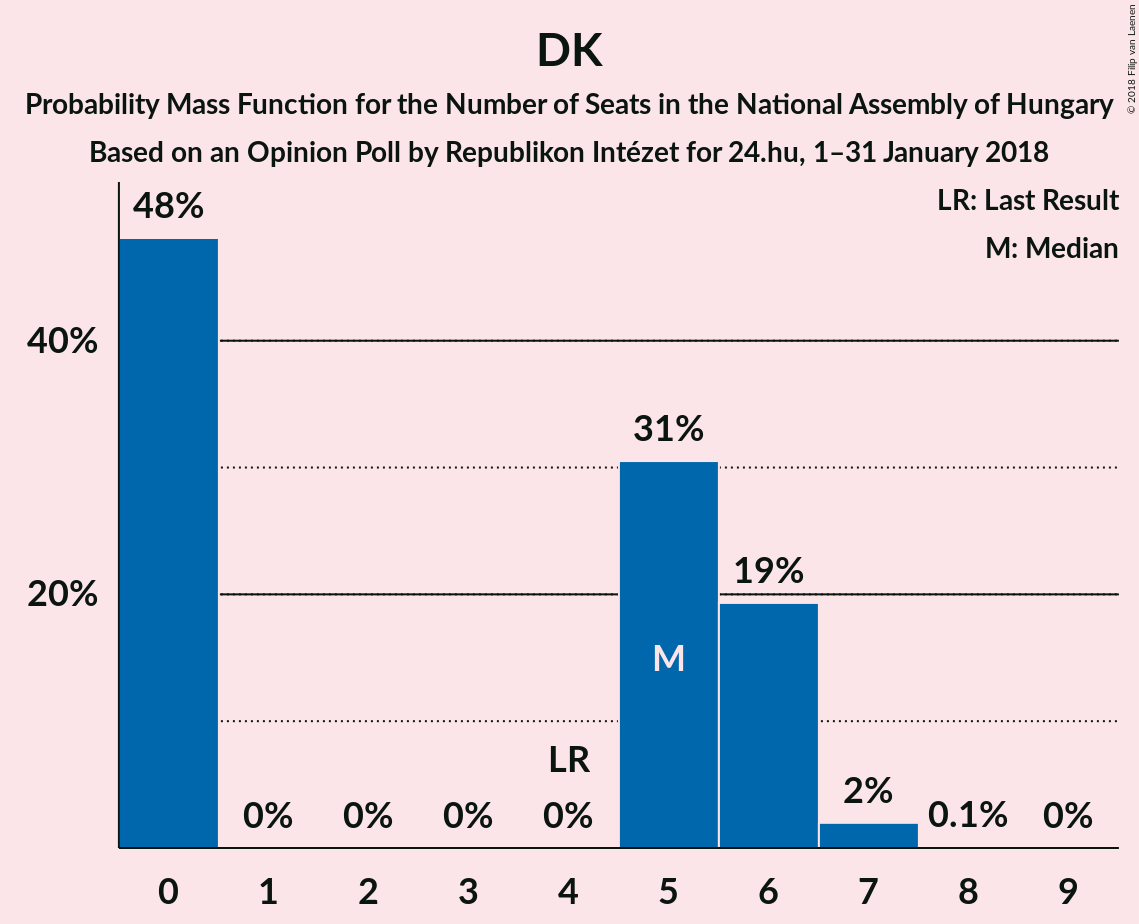 DK
Probability Mass Function for the Number of Seats in the National Assembly of Hungary
Based on an Opinion Poll by Republikon Intézet for 24.hu, 1–31 January 2018
© 2018 Filip van Laenen
LR: Last Result
M: Median
48%
40%
31%
20%
19%
M
LR
0% 0% 0% 0% 2% 0.1% 0%
0 1 2 3 4 5 6 7 8 9